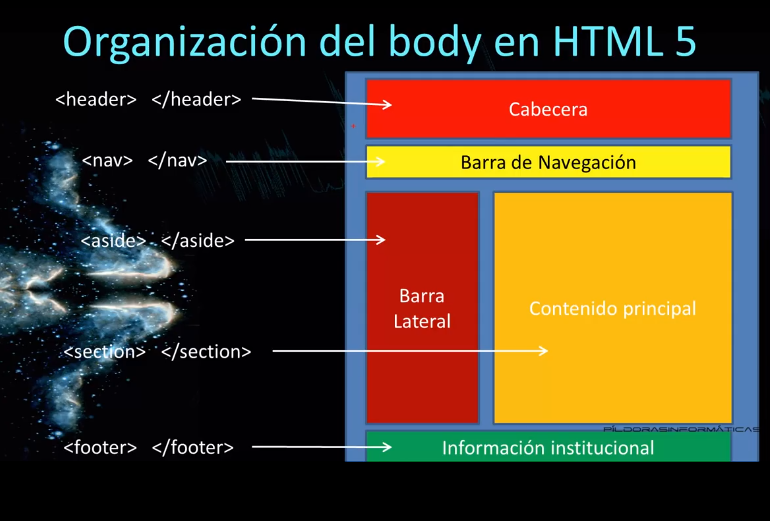 Organización del body en HTML 5
<header> </header>
Cabecera
<nav> </nav>
Barra de Navegación
<aside> </aside>
Barra
Lateral
Contenido principal
<section> </section>
PÍLDORASINFORMÁTICAS
<footer> </footer>
Información institucional